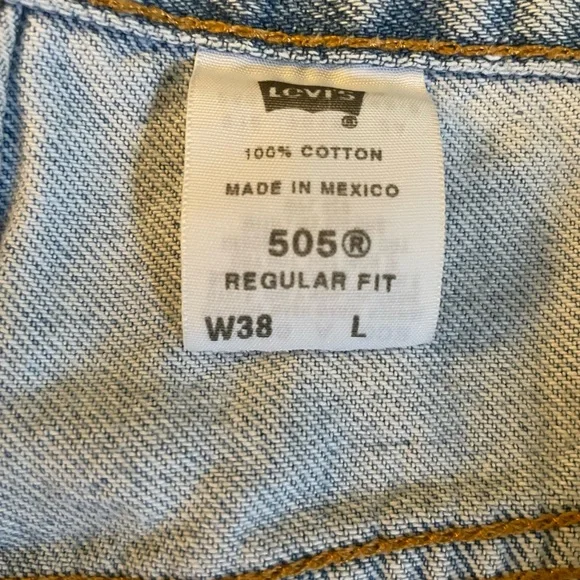 Levi's
®
100% COTTON
MADE IN MEXICO
505®
REGULAR FIT
W38 L